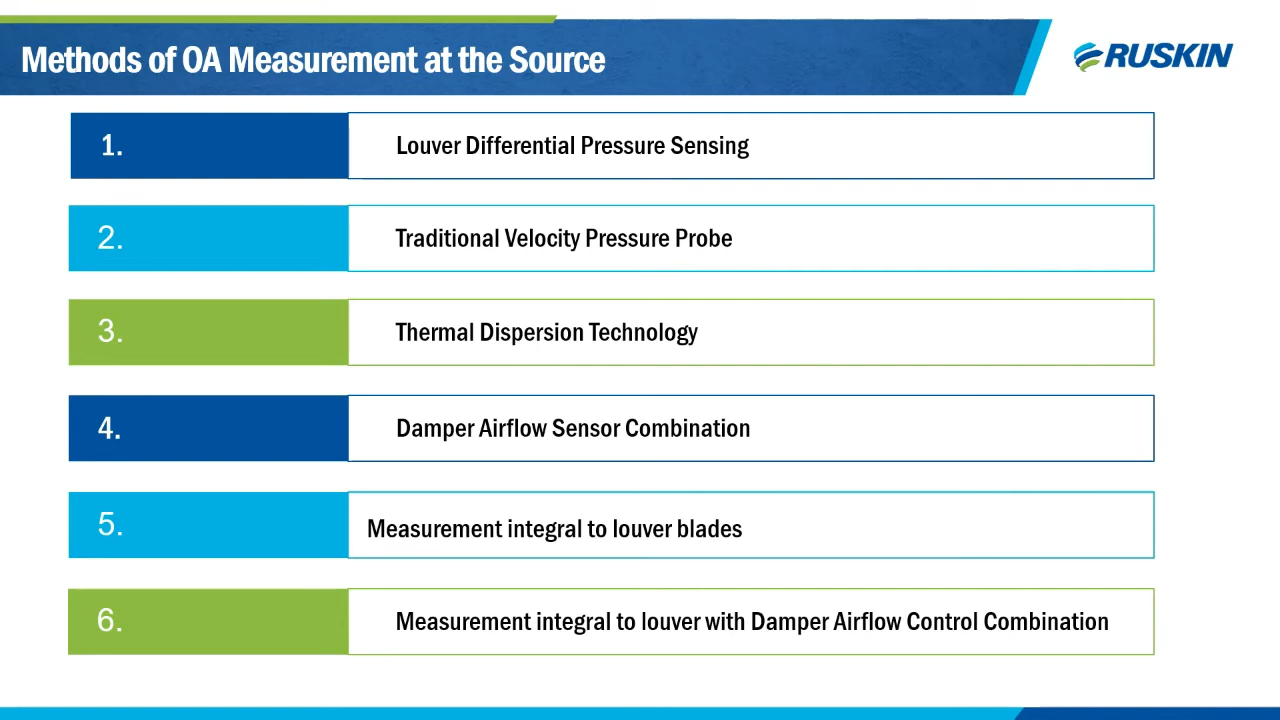 Methods of OA Measurement at the Source
RUSKIN
1. Louver Differential Pressure Sensing
2. Traditional Velocity Pressure Probe
3. Thermal Dispersion Technology
4. Damper Airflow Sensor Combination
5. Measurement integral to louver blades
6. Measurement integral to louver with Damper Airflow Control Combination